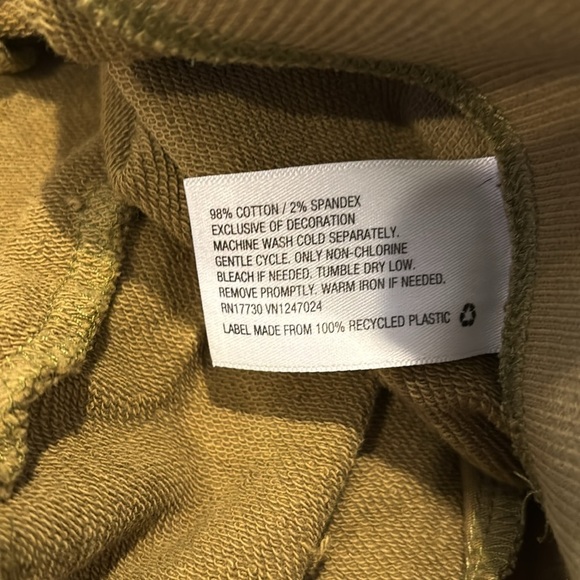 98% COTTON / 2% SPANDEX
EXCLUSIVE OF DECORATION
MACHINE WASH COLD SEPARATELY.
GENTLE CYCLE. ONLY NON-CHLORINE
BLEACH IF NEEDED. TUMBLE DRY LOW.
REMOVE PROMPTLY. WARM IRON IF NEEDED.
RN17730 VN1247024
LABEL MADE FROM 100% RECYCLED PLASTIC